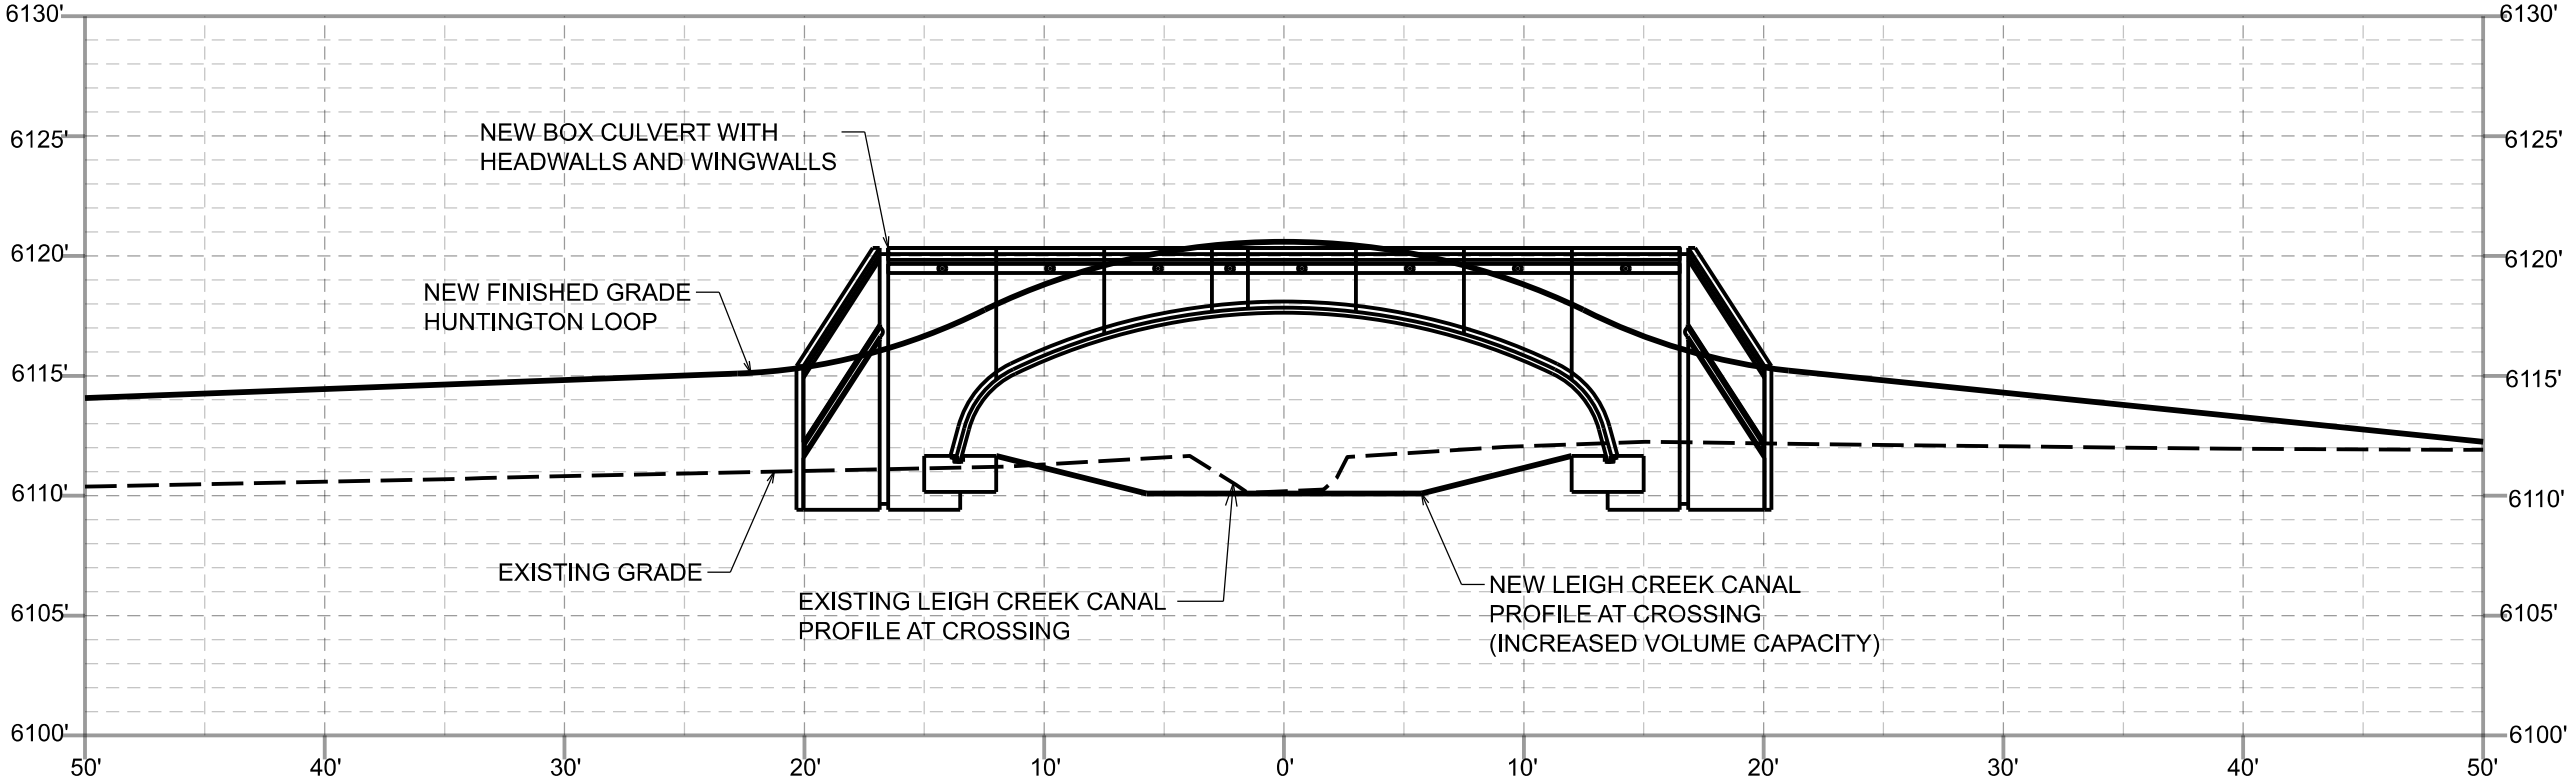 6130'
6130'
NEW BOX CULVERT WITH
HEADWALLS AND WINGWALLS
6125'
6125'
6120'
6120'
NEW FINISHED GRADE
HUNTINGTON LOOP
6115'
6115'
6110'
6110'
EXISTING GRADE
EXISTING LEIGH CREEK CANAL
PROFILE AT CROSSING
NEW LEIGH CREEK CANAL
PROFILE AT CROSSING
(INCREASED VOLUME CAPACITY)
6105'
6105'
6100'
6100'
50' 40' 30' 20' 10' 0' 10' 20' 30' 40' 50'